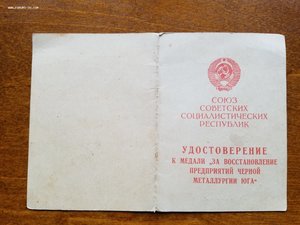 СОЮЗ
СОВЕТСКИХ
СОЦИАЛИСТИЧЕСКИХ
РЕСПУБЛИК
УДОСТОВЕРЕНИЕ
К МЕДАЛИ „ЗА ВОССТАНОВЛЕНИЕ
ПРЕДПРИЯТИЙ ЧЕРНОЙ
МЕТАЛЛУРГИИ ЮГА“